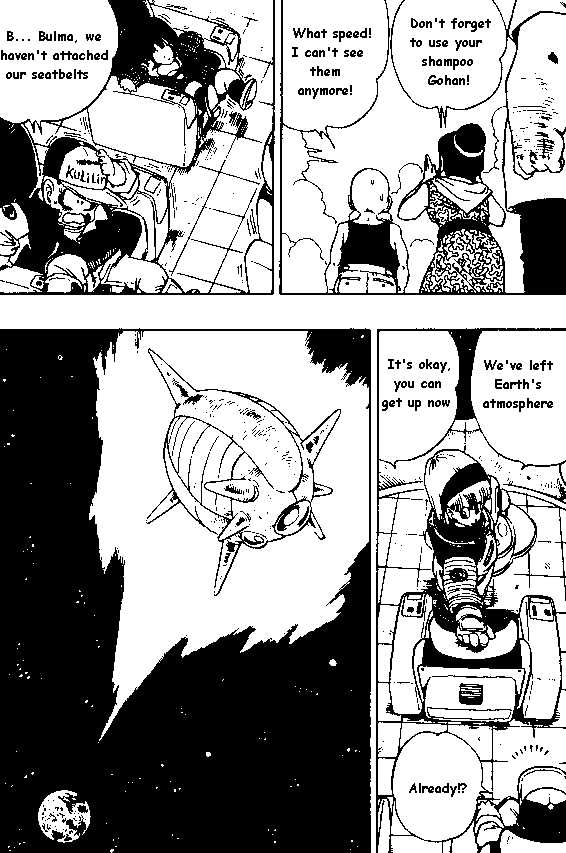 Don't forget
to use your
shampoo
Gohan!
What speed!
I can't see
them
anymore!
B... Bulma, we
haven't attached
our seatbelts
We've left
Earth's
atmosphere
It's okay,
you can
get up now
Already!?